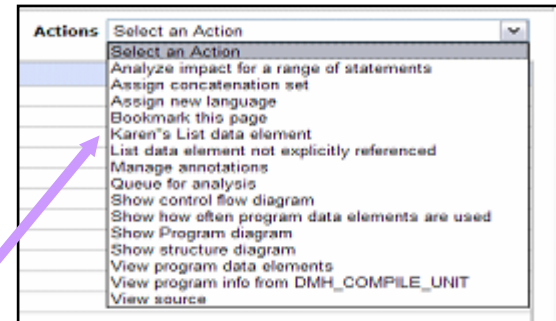 Actions Select an Action
Select an Action
Analyze impact for a range of statements
Assign concatenation set
Assign new language
Bookmark this page
Karen"s List data element
List data element not explicitly referenced
Manage annotations
Queue for analysis
Show control flow diagram
Show how often program data elements are used
Show Program diagram
Show structure diagram
View program data elements
View program info from DMH_COMPILE_UNIT
View source